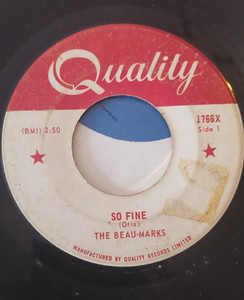 Quality
(BMI) 2:50
1766X
Side 1
SO FINE
(Otis)
THE BEAU-MARKS
MANUFACTURED BY QUALITY RECORDS LIMITED